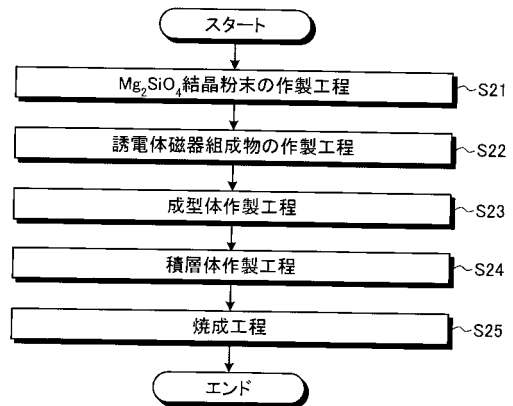 スタート
Mg₂SiO₄結晶粉末の作製工程 S21
誘電体磁器組成物の作製工程 S22
成型体作製工程 S23
積層体作製工程 S24
焼成工程 S25
エンド